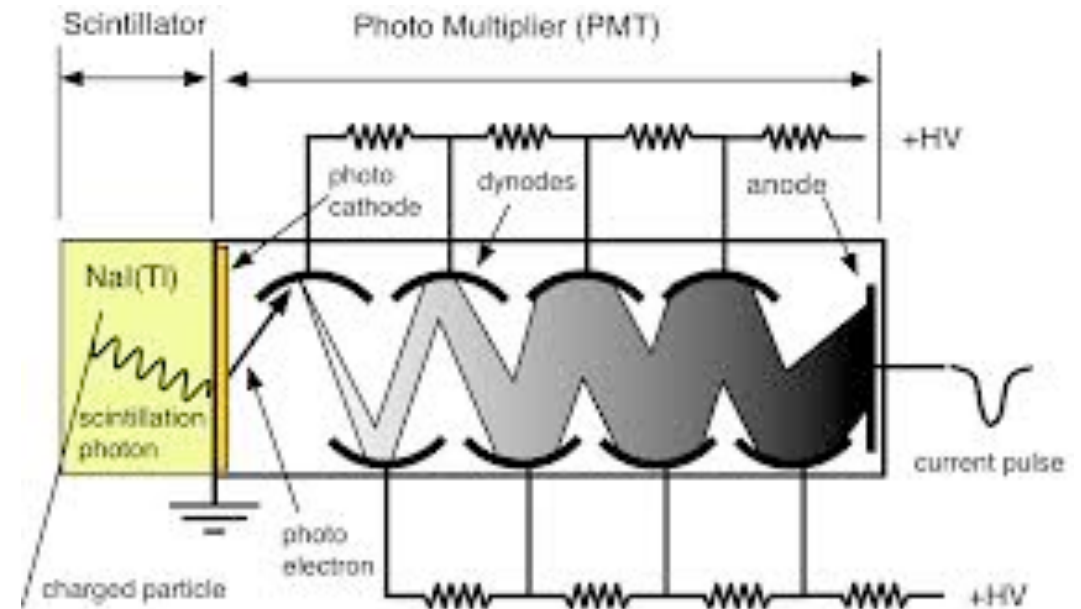 Scintillator
Photo Multiplier (PMT)
+HV
photo
cathode
dynodes
anode
NaI(Tl)
scintillation
photon
current pulse
photo
electron
charged particle
+HV